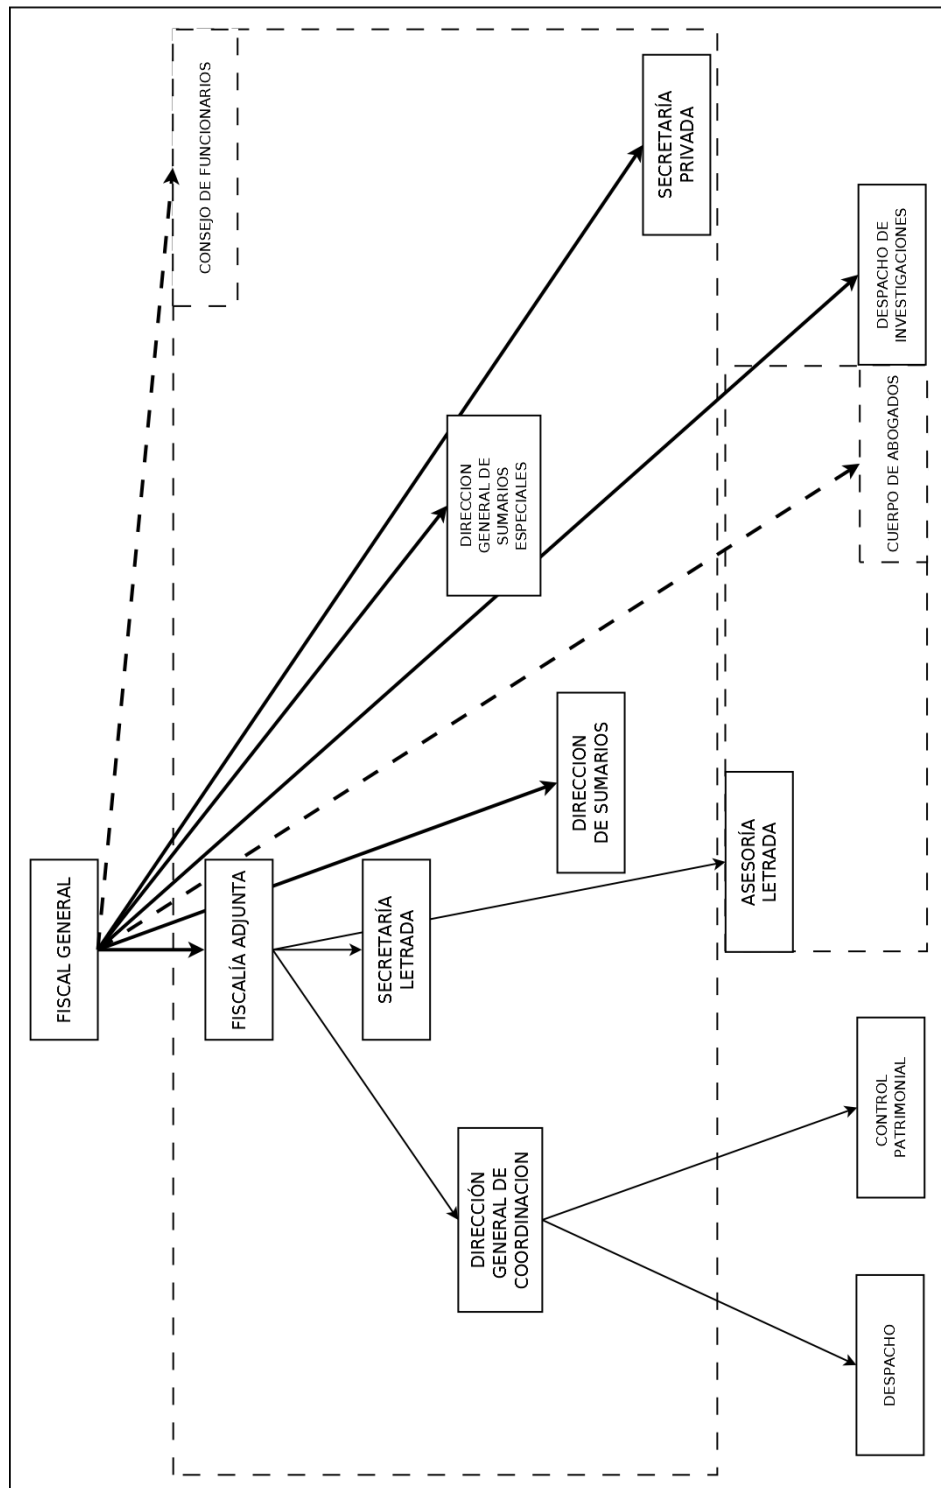 FISCAL GENERAL
CONSEJO DE FUNCIONARIOS
FISCALÍA ADJUNTA
SECRETARÍA
LETRADA
DIRECCIÓN
GENERAL DE
COORDINACION
DIRECCION
GENERAL DE
SUMARIOS
ESPECIALES
DIRECCION
DE SUMARIOS
SECRETARÍA
PRIVADA
ASESORÍA
LETRADA
DESPACHO
CONTROL
PATRIMONIAL
CUERPO DE ABOGADOS
DESPACHO DE
INVESTIGACIONES